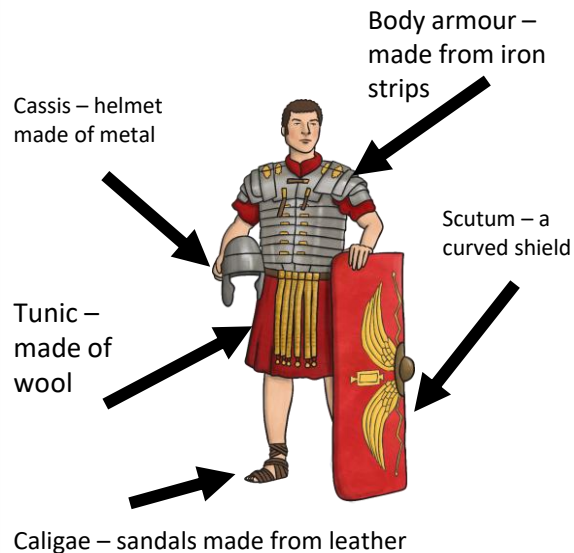 Body armour –
made from iron
strips
Cassis – helmet
made of metal
Scutum – a
curved shield
Tunic –
made of
wool
Caligae – sandals made from leather